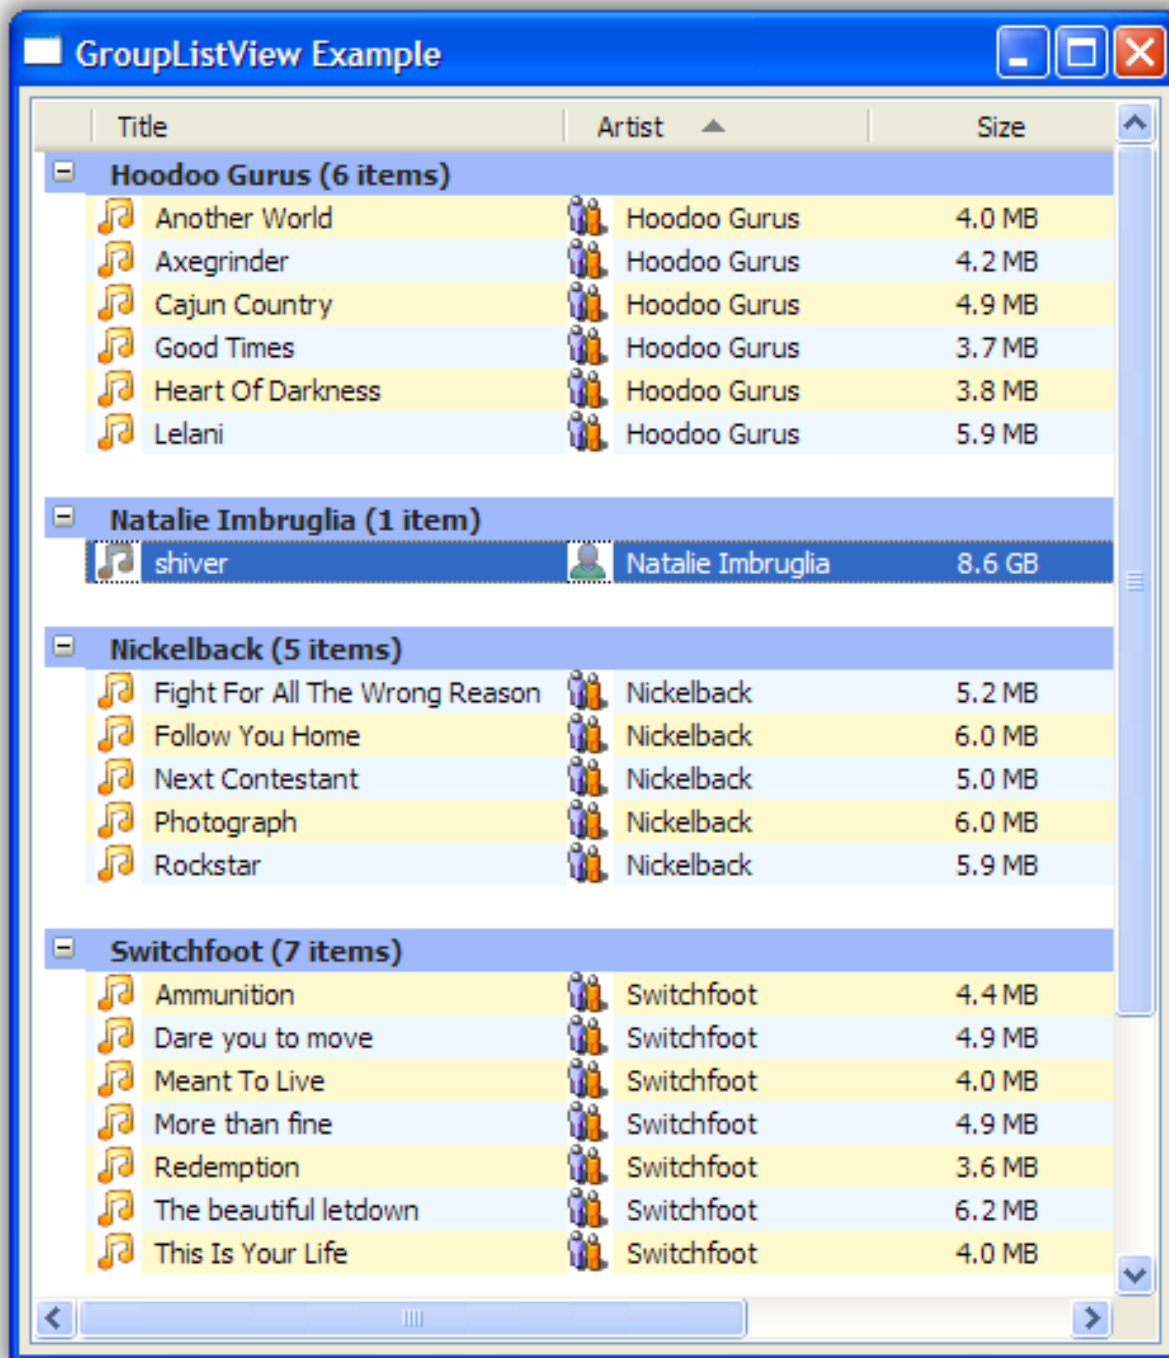 GroupListView Example
Title Artist Size
Hoodoo Gurus (6 items)
Another World Hoodoo Gurus 4.0 MB
Axegrinder Hoodoo Gurus 4.2 MB
Cajun Country Hoodoo Gurus 4.9 MB
Good Times Hoodoo Gurus 3.7 MB
Heart Of Darkness Hoodoo Gurus 3.8 MB
Lelani Hoodoo Gurus 5.9 MB
Natalie Imbruglia (1 item)
shiver Natalie Imbruglia 8.6 GB
Nickelback (5 items)
Fight For All The Wrong Reason Nickelback 5.2 MB
Follow You Home Nickelback 6.0 MB
Next Contestant Nickelback 5.0 MB
Photograph Nickelback 6.0 MB
Rockstar Nickelback 5.9 MB
Switchfoot (7 items)
Ammunition Switchfoot 4.4 MB
Dare you to move Switchfoot 4.9 MB
Meant To Live Switchfoot 4.0 MB
More than fine Switchfoot 4.9 MB
Redemption Switchfoot 3.6 MB
The beautiful letdown Switchfoot 6.2 MB
This Is Your Life Switchfoot 4.0 MB